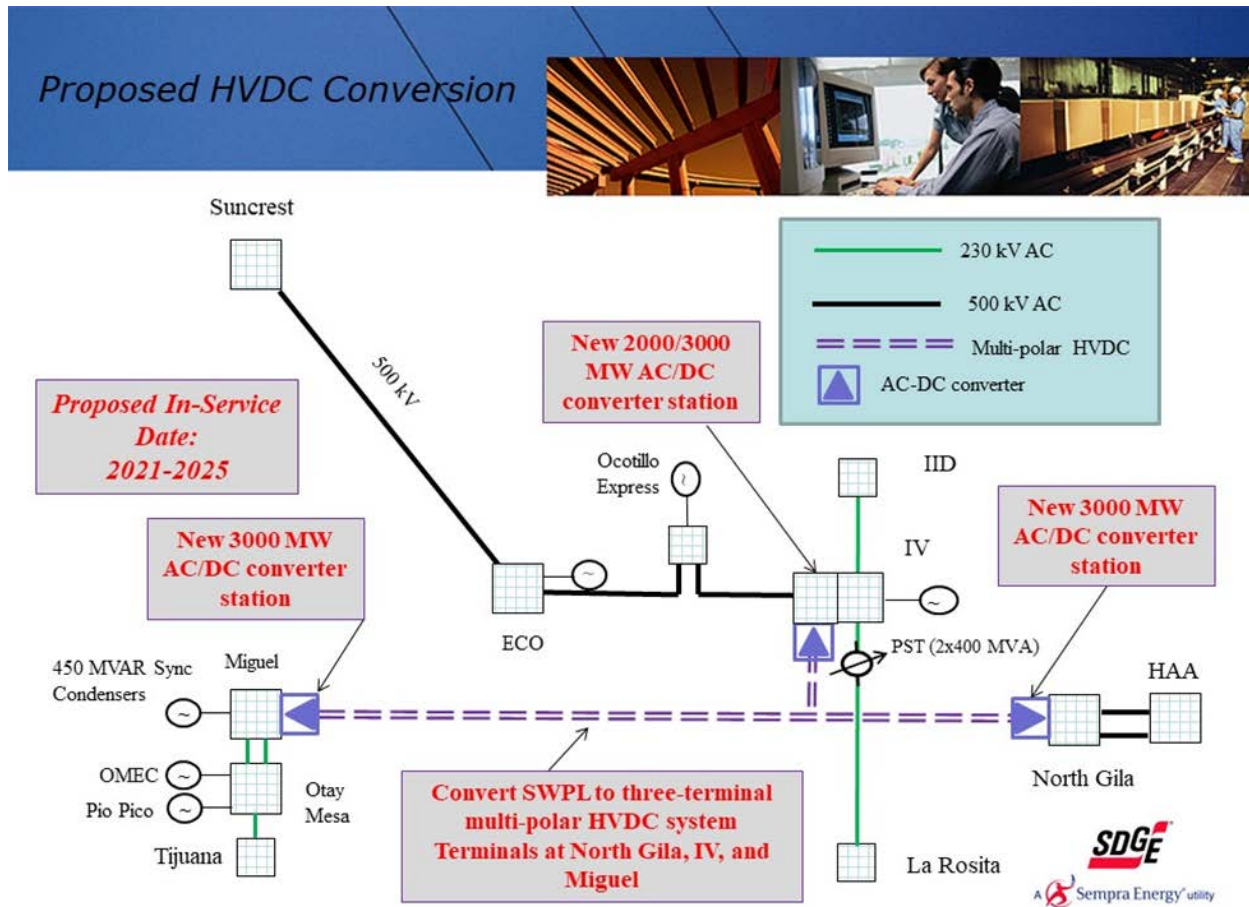 Proposed HVDC Conversion
Suncrest
230 kV AC
500 kV AC
Multi-polar HVDC
AC-DC converter
500 kV
New 2000/3000
MW AC/DC
converter station
Proposed In-Service
Date:
2021-2025
Ocotillo
Express
IID
New 3000 MW
AC/DC converter
station
New 3000 MW
AC/DC converter
station
IV
ECO
PST (2x400 MVA)
450 MVAR Sync
Condensers
Miguel
HAA
OMEC
Pio Pico
Otay
Mesa
North Gila
Convert SWPL to three-terminal
multi-polar HVDC system
Terminals at North Gila, IV, and
Miguel
Tijuana
La Rosita
SDGE
A Sempra Energy® utility